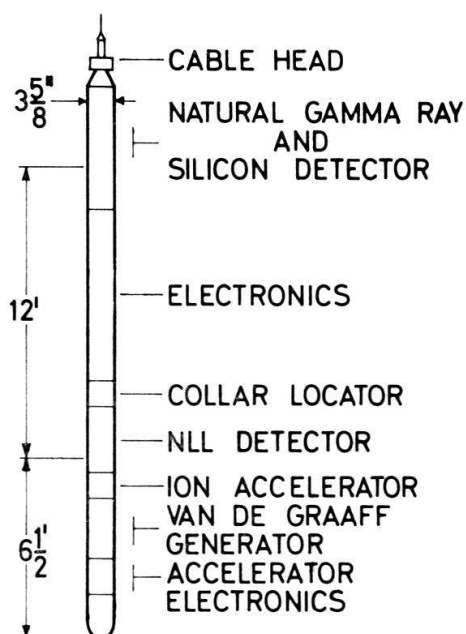 CABLE HEAD
3 5/8"
NATURAL GAMMA RAY
AND
SILICON DETECTOR
12'
ELECTRONICS
COLLAR LOCATOR
NLL DETECTOR
ION ACCELERATOR
VAN DE GRAAFF
GENERATOR
6 1/2'
ACCELERATOR
ELECTRONICS